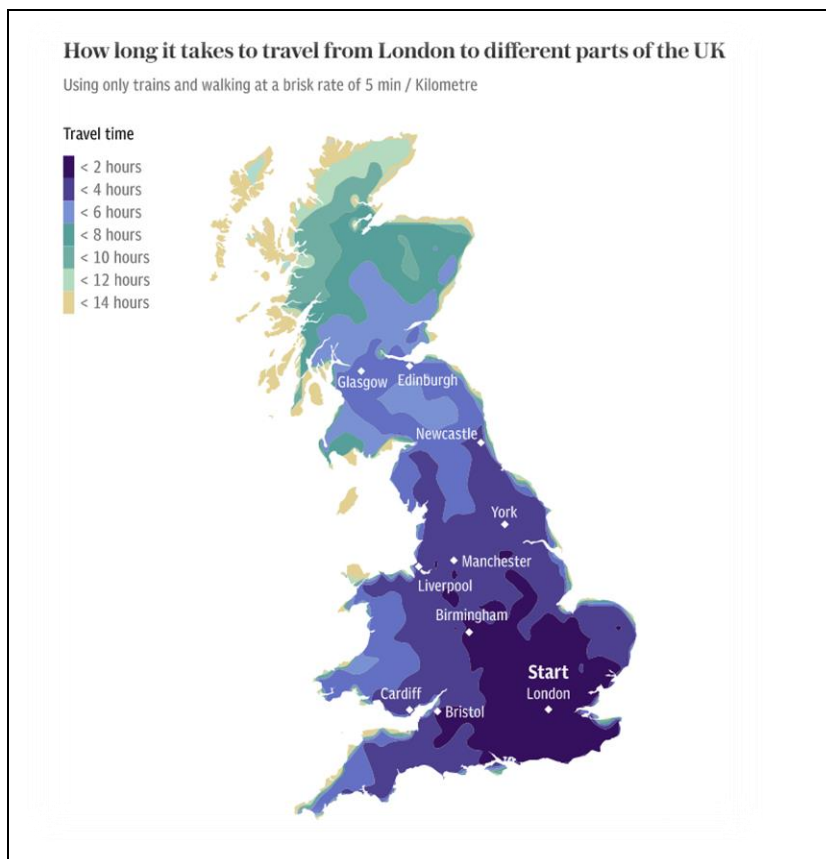 How long it takes to travel from London to different parts of the UK
Using only trains and walking at a brisk rate of 5 min / Kilometre
Travel time
< 2 hours
< 4 hours
< 6 hours
< 8 hours
< 10 hours
< 12 hours
< 14 hours
Glasgow
Edinburgh
Newcastle
York
Manchester
Liverpool
Birmingham
Start
London
Cardiff
Bristol